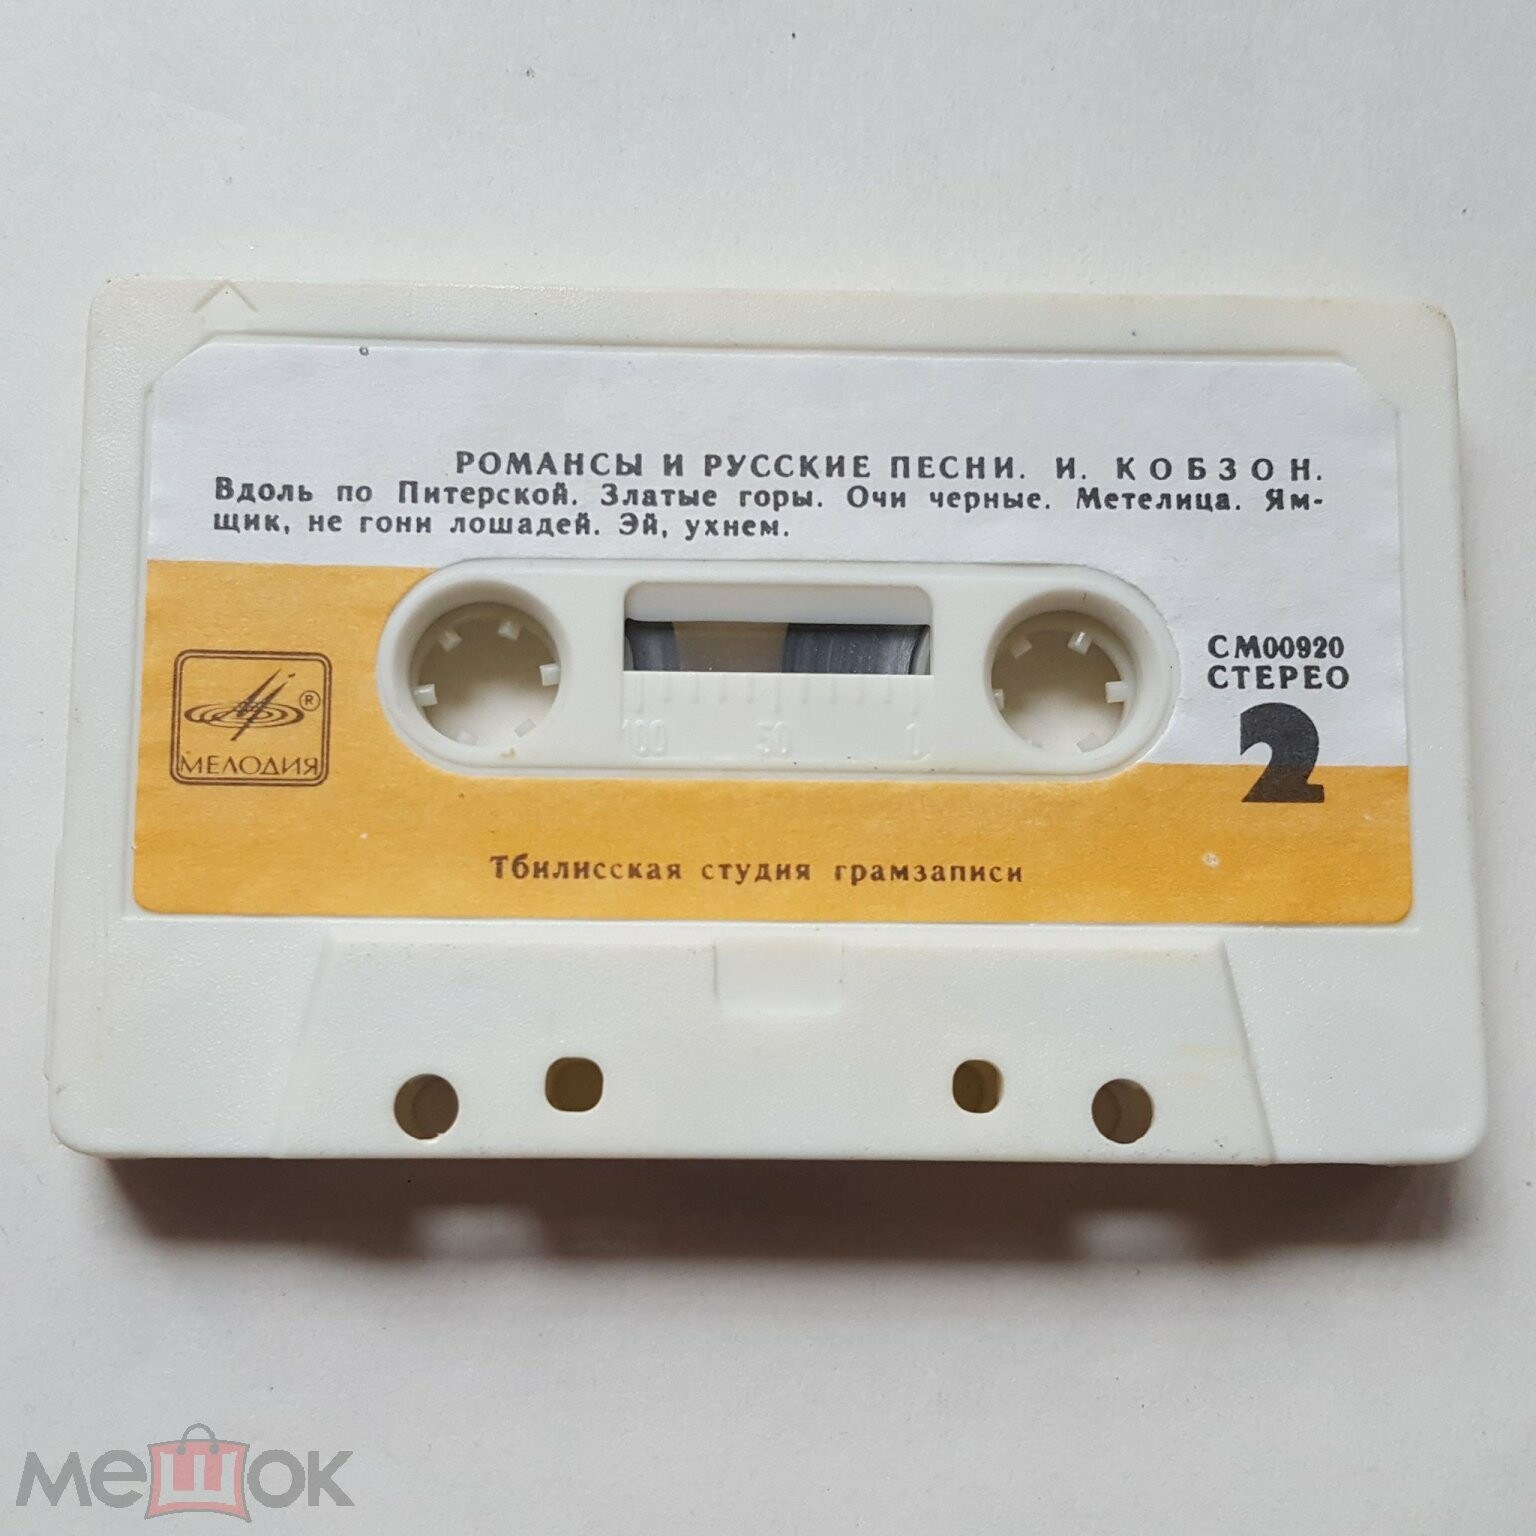 РОМАНСЫ И РУССКИЕ ПЕСНИ. И. КОБЗОН.
Вдоль по Питерской. Златые горы. Очи черные. Метелица. Ям-
щик, не гони лошадей. Эй, ухнем.
СМ00920
СТЕРЕО
2
®
МЕЛОДИЯ
100 50 0
Тбилисская студия грамзаписи
мешок